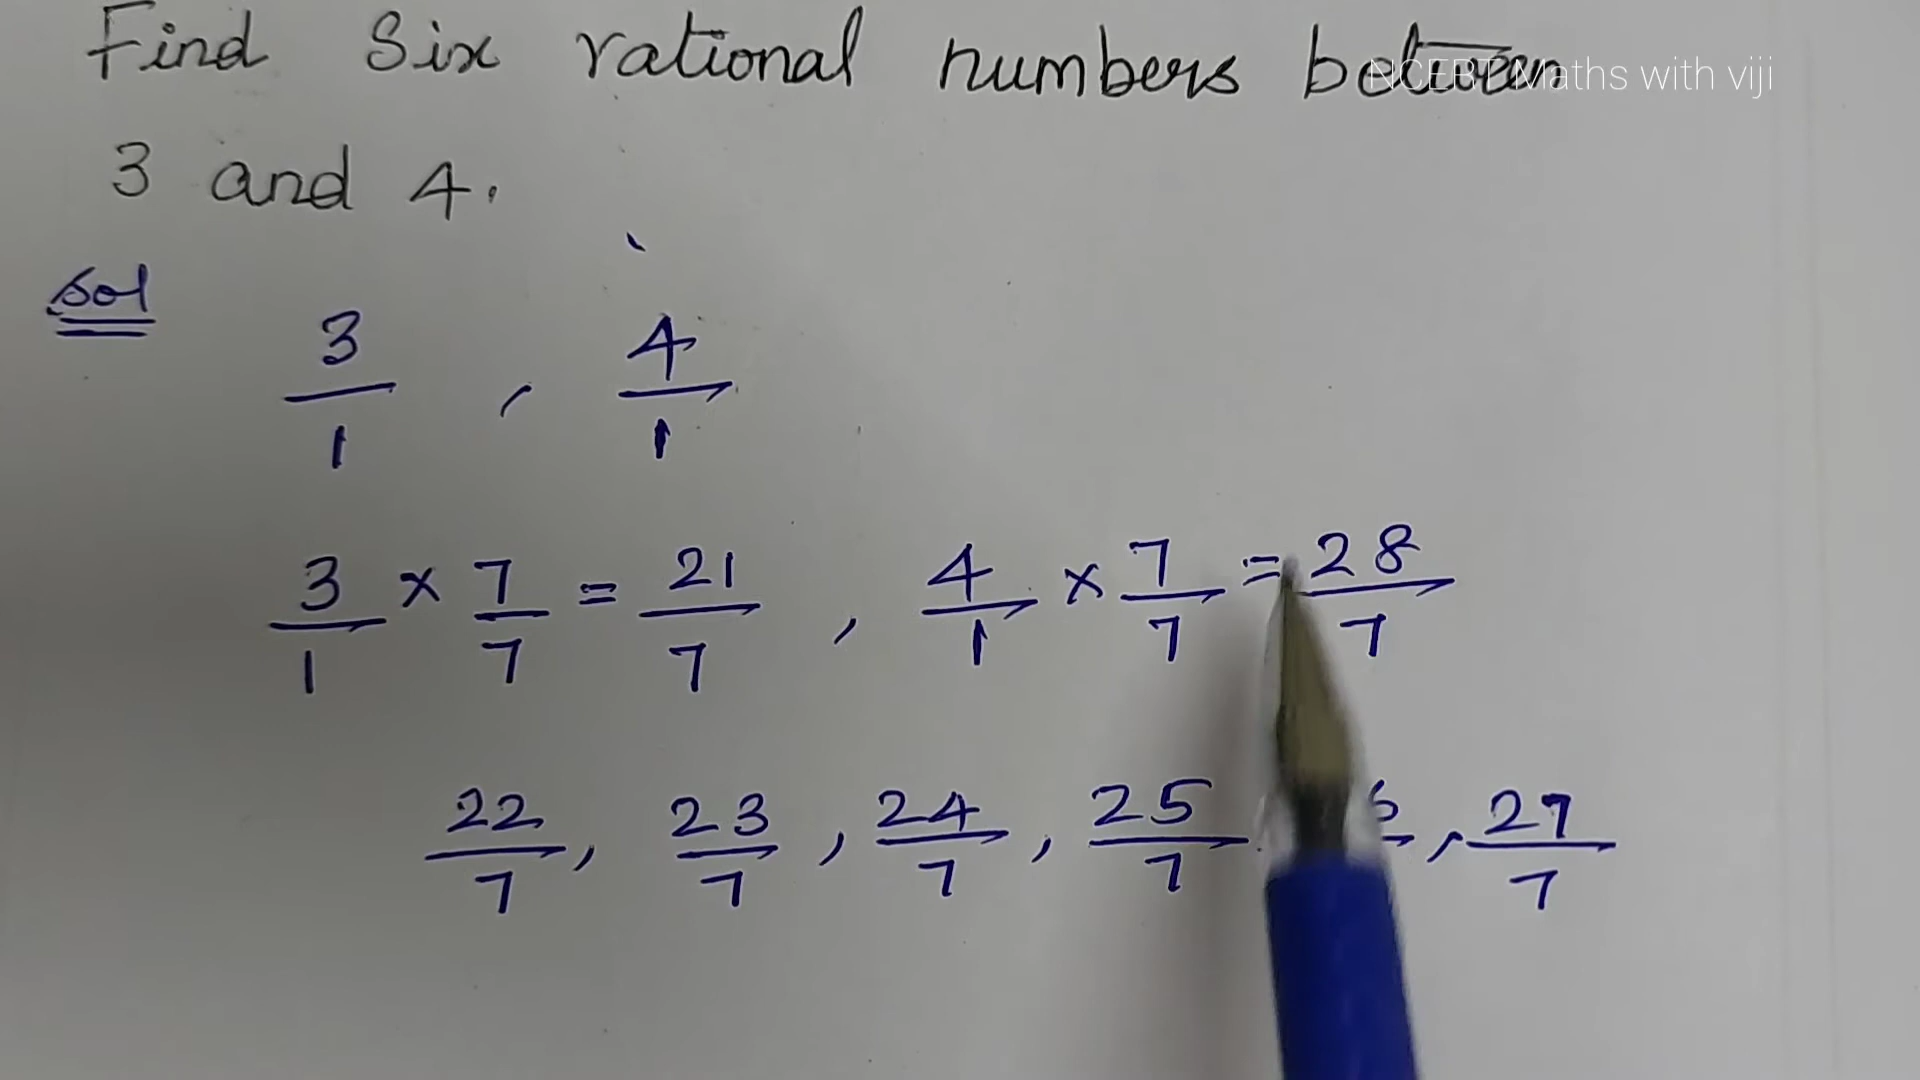 Find Six rational numbers between
NCERT Maths with viji
3 and 4.
Sol
3/1 , 4/1
3/1 × 7/7 = 21/7 , 4/1 × 7/7 = 28/7
22/7, 23/7, 24/7, 25/7 6 , 27/7